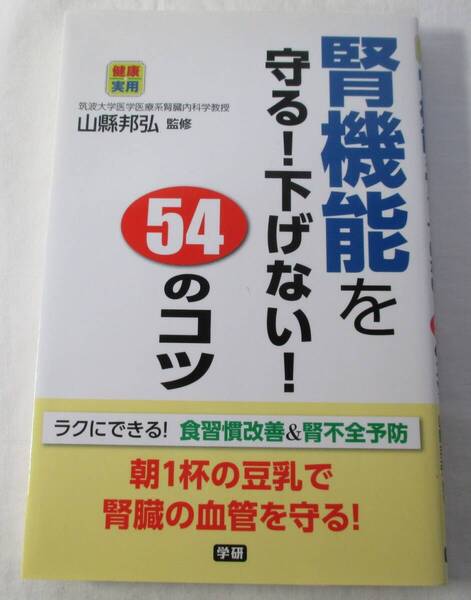 腎機能を
守る!下げない!
54のコツ
健康
実用
筑波大学医学医療系腎臓内科学教授
山縣邦弘 監修
ラクにできる! 食習慣改善&腎不全予防
朝1杯の豆乳で
腎臓の血管を守る!
学研